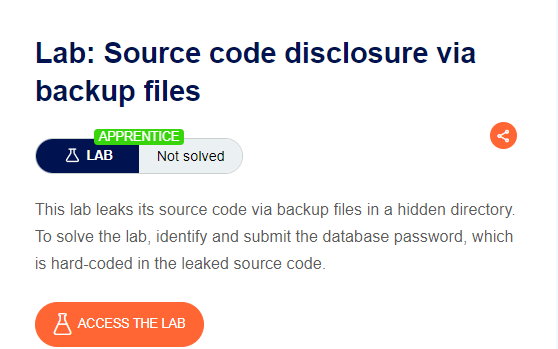 Lab: Source code disclosure via
backup files
APPRENTICE
LAB
Not solved
This lab leaks its source code via backup files in a hidden directory.
To solve the lab, identify and submit the database password, which
is hard-coded in the leaked source code.
ACCESS THE LAB